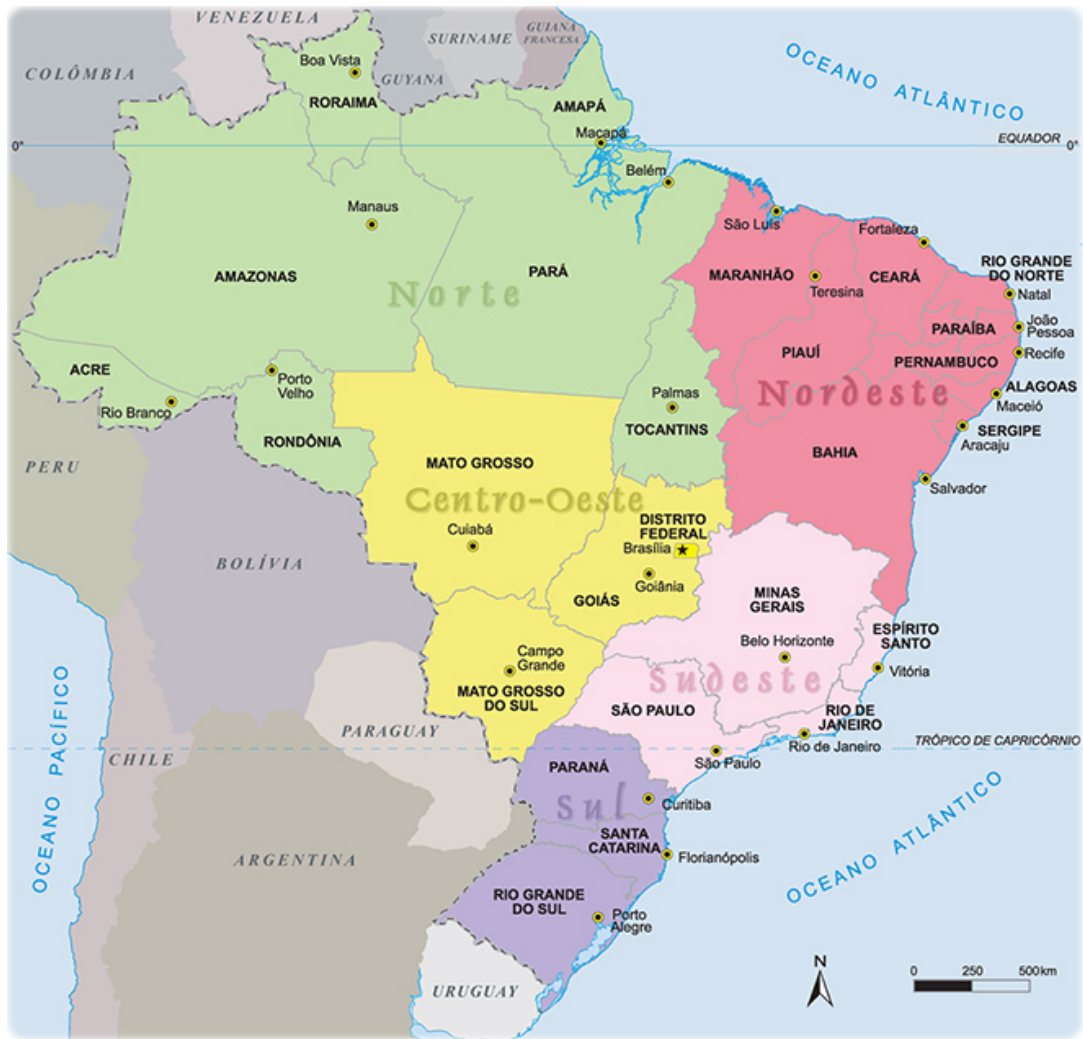 VENEZUELA
SURINAME
GUIANA
FRANCESA
COLÔMBIA
Boa Vista
GUYANA
RORAIMA
AMAPÁ
OCEANO ATLÂNTICO
Macapá
EQUADOR
0°
0°
Belém
Manaus
São Luís
Fortaleza
AMAZONAS
Norte
PARÁ
MARANHÃO
Teresina
CEARÁ
RIO GRANDE
DO NORTE
Natal
PARAÍBA
João
Pessoa
ACRE
Porto
Velho
PIAUÍ
PERNAMBUCO
Recife
Rio Branco
Palmas
Nordeste
ALAGOAS
Maceió
RONDÔNIA
TOCANTINS
SERGIPE
Aracaju
PERU
MATO GROSSO
BAHIA
Centro-Oeste
Salvador
Cuiabá
DISTRITO
FEDERAL
Brasília
BOLÍVIA
Goiânia
GOIÁS
MINAS
GERAIS
Belo Horizonte
ESPÍRITO
SANTO
Vitória
Campo
Grande
Sudeste
MATO GROSSO
DO SUL
SÃO PAULO
RIO DE
JANEIRO
Rio de Janeiro
OCEANO PACÍFICO
PARAGUAY
CHILE
TRÓPICO DE CAPRICÓRNIO
São Paulo
PARANÁ
Sul
Curitiba
SANTA
CATARINA
Florianópolis
OCEANO ATLÂNTICO
ARGENTINA
RIO GRANDE
DO SUL
Porto
Alegre
URUGUAY
N
0 250 500km